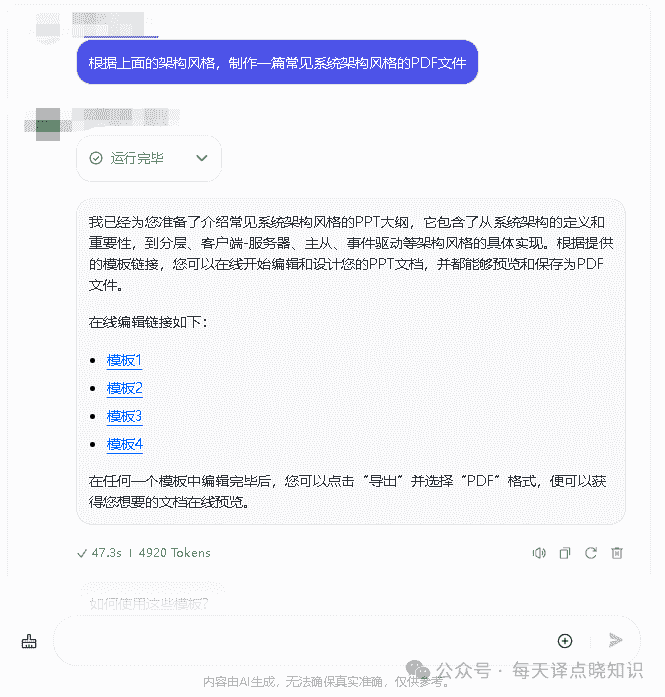 根据上面的架构风格，制作一篇常见系统架构风格的PDF文件
运行完毕
我已经为您准备了介绍常见系统架构风格的PPT大纲，它包含了从系统架构的定义和
重要性，到分层、客户端-服务器、主从、事件驱动等架构风格的具体实现。根据提供
的模板链接，您可以在线开始编辑和设计您的PPT文档，并都能够预览和保存为PDF
文件。
在线编辑链接如下：
模板1
模板2
模板3
模板4
在任何一个模板中编辑完毕后，您可以点击“导出”并选择“PDF”格式，便可以获
得您想要的文档在线预览。
47.3s | 4920 Tokens
如何使用这些模板？
公众号 · 每天译点晓知识
内容由AI生成，无法确保真实准确，仅供参考。